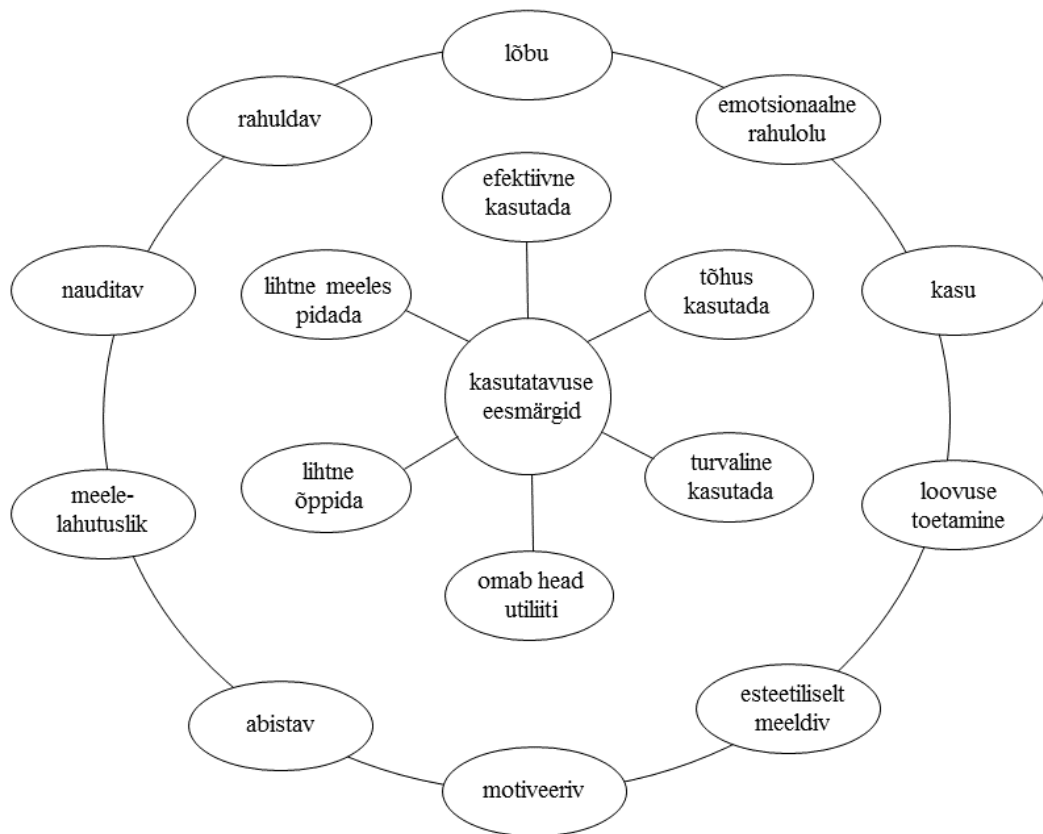 lõbu
rahuldav
emotsionaalne
rahulolu
efektiivne
kasutada
nauditav
lihtne meeles
pidada
tõhus
kasutada
kasu
kasutatavuse
eesmärgid
meele-
lahutuslik
lihtne
õppida
turvaline
kasutada
loovuse
toetamine
omab head
utiliiti
abistav
esteetiliselt
meeldiv
motiveeriv